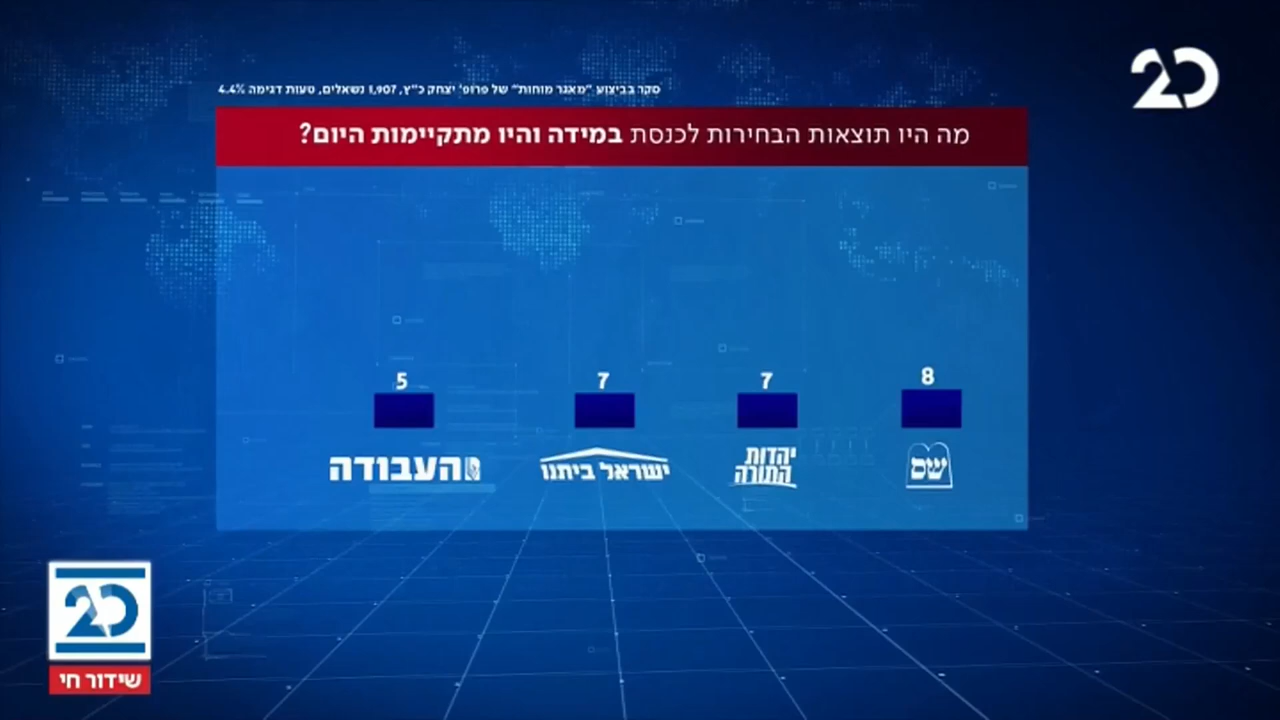 20
סקר בביצוע "מאגר מוחות" של פרופ' יצחק כ"ץ, 1,907 נשאלים, טעות דגימה 4.4%
מה היו תוצאות הבחירות לכנסת במידה והיו מתקיימות היום?
8
7
7
5
שס
יהדות
התורה
ישראל ביתנו
העבודה
20
שידור חי